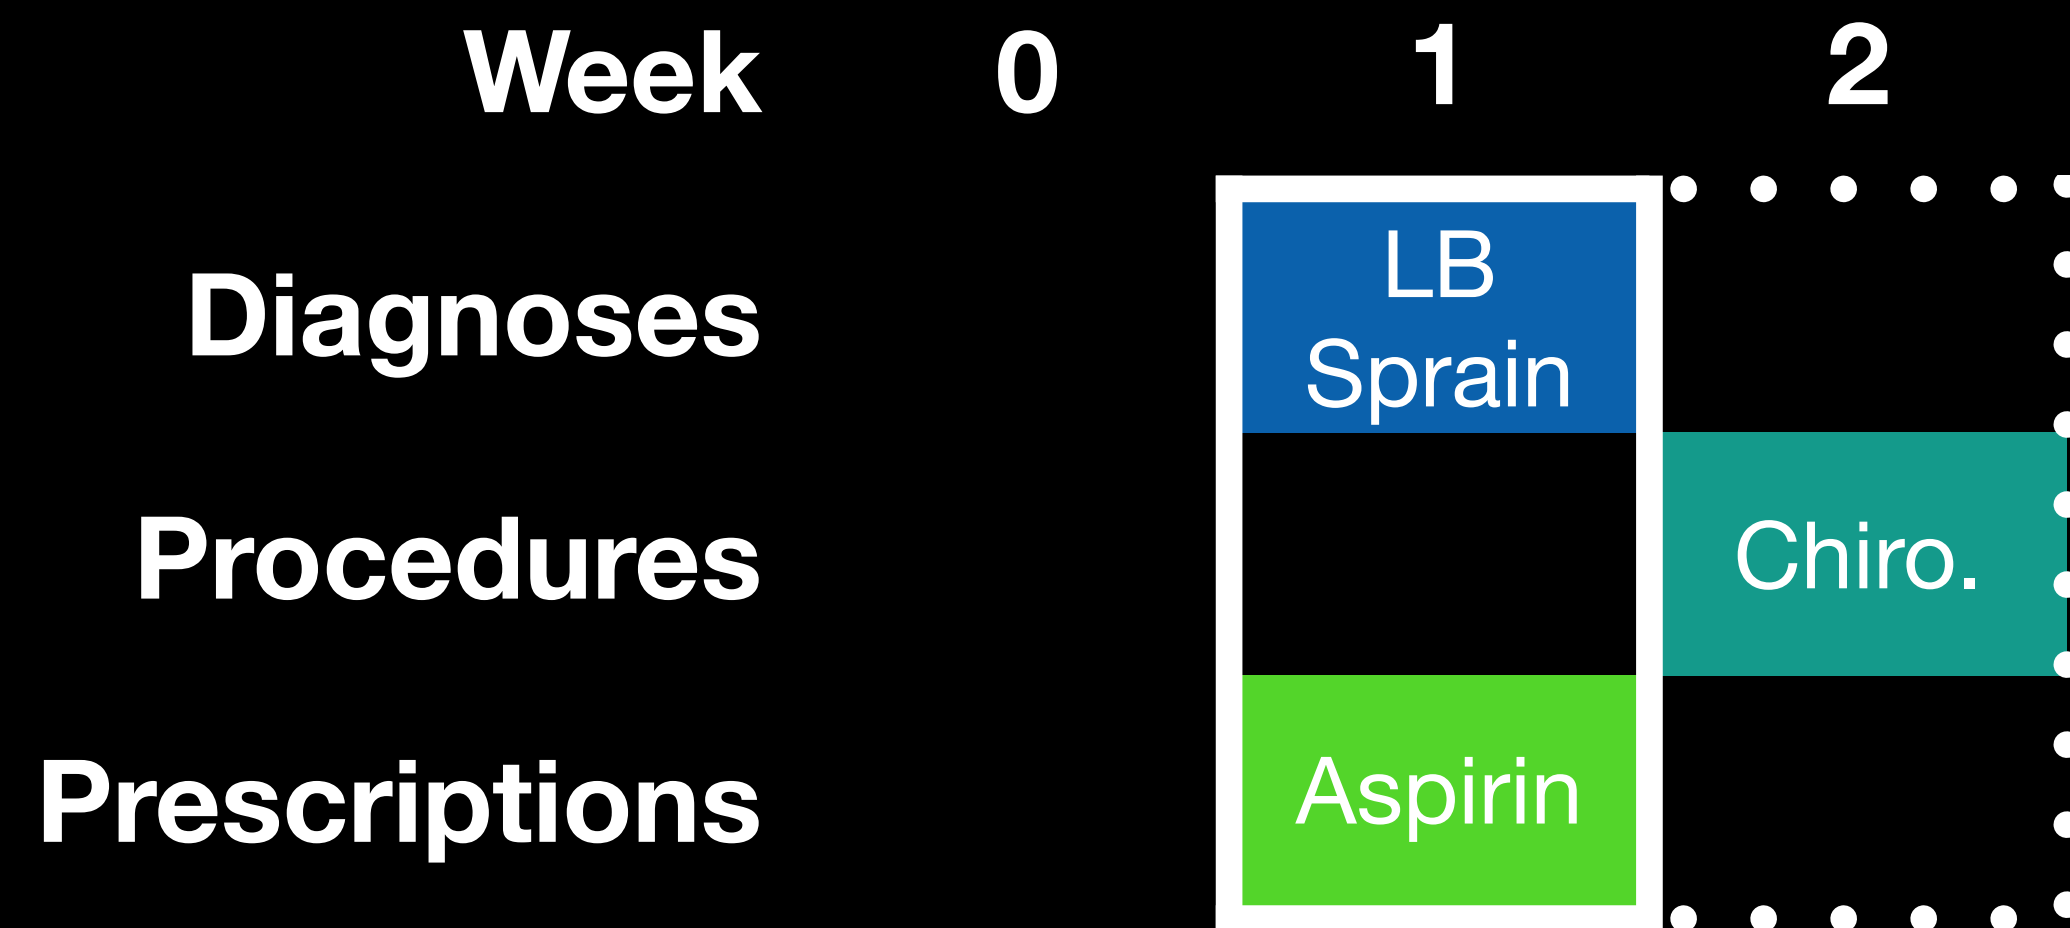 Week 0 1 2
Diagnoses LB
Sprain
Procedures Chiro.
Prescriptions Aspirin